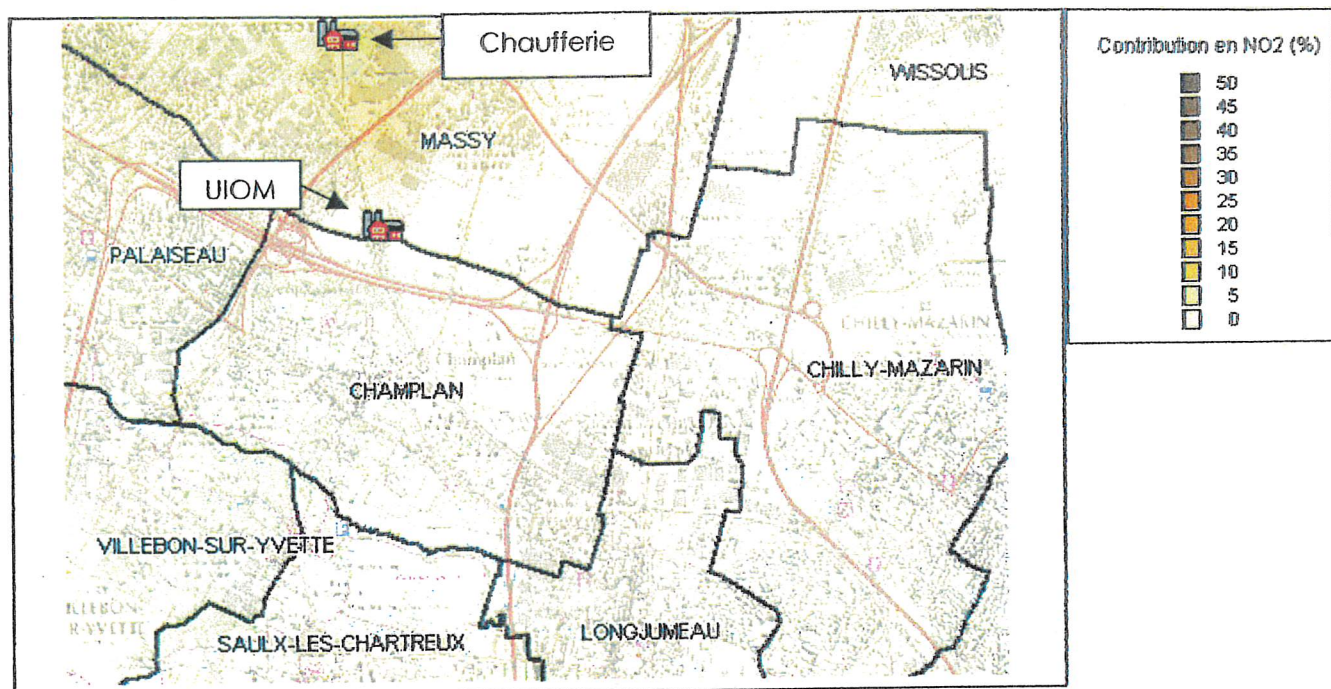 Chaufferie
Contribution en NO2 (%)
WISSOUS
50
45
40
MASSY
35
30
UIOM
25
20
15
PALAISEAU
10
5
0
CHILLY-MAZARIN
Champlan
CHILLY-MAZARIN
CHAMPLAN
VILLEBON-SUR-YVETTE
LONGJUMEAU
SAULX-LES-CHARTREUX